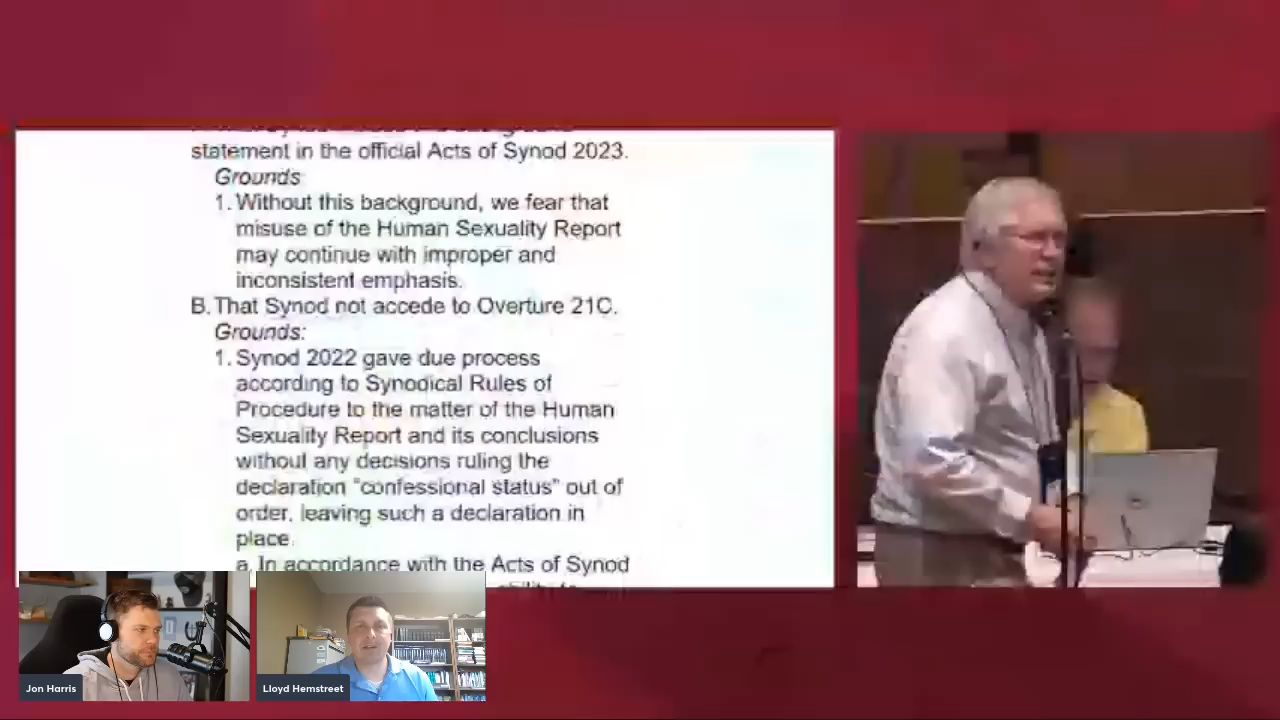 statement in the official Acts of Synod 2023.
Grounds
1. Without this background, we fear that
misuse of the Human Sexuality Report
may continue with improper and
inconsistent emphasis.
B. That Synod not accede to Overture 21C.
Grounds:
1. Synod 2022 gave due process
according to Synodical Rules of
Procedure to the matter of the Human
Sexuality Report and its conclusions
without any decisions ruling the
declaration “confessional status” out of
order, leaving such a declaration in
place.
a. In accordance with the Acts of Synod
Jon Harris
Lloyd Hemstreet